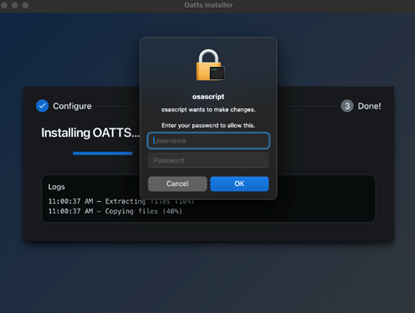 Oatts Installer
osascript
osascript wants to make changes.
Enter your password to allow this.
Username
Password
Cancel
OK
Configure
3 Done!
Installing OATTS...
Logs
11:00:37 AM — Extracting files (10%)
11:00:37 AM — Copying files (40%)